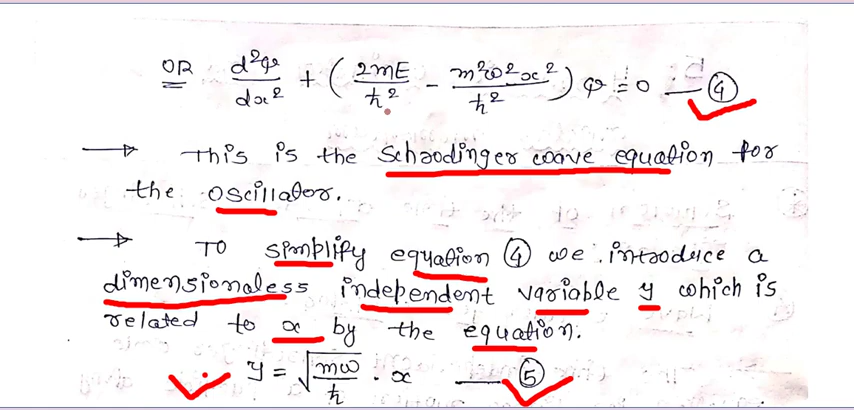 OR d²φ/dx² + (2mE/ħ² - m²ω²x²/ħ²) φ = 0 — ④
→ This is the Schrodinger wave equation for
the oscillator.
→ To simplify equation ④ we introduce a
dimensionaless independent variable y which is
related to x by the equation.
y = √(mω/ħ) · x — ⑤